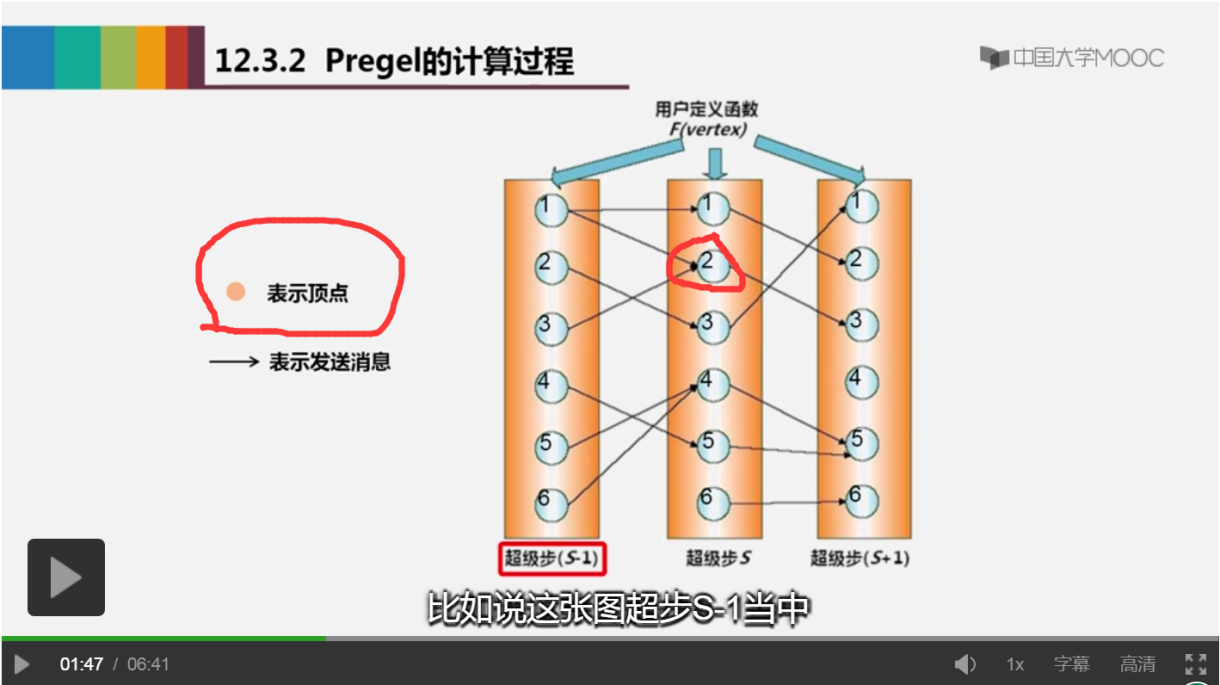 12.3.2 Pregel的计算过程
中国大学MOOC
用户定义函数
F(vertex)
1 1 1
2 2 2
表示顶点
3 3 3
表示发送消息
4 4 4
5 5 5
6 6 6
超级步(S-1) 超级步S 超级步(S+1)
比如说这张图超步S-1当中
01:47 / 06:41 1x 字幕 高清